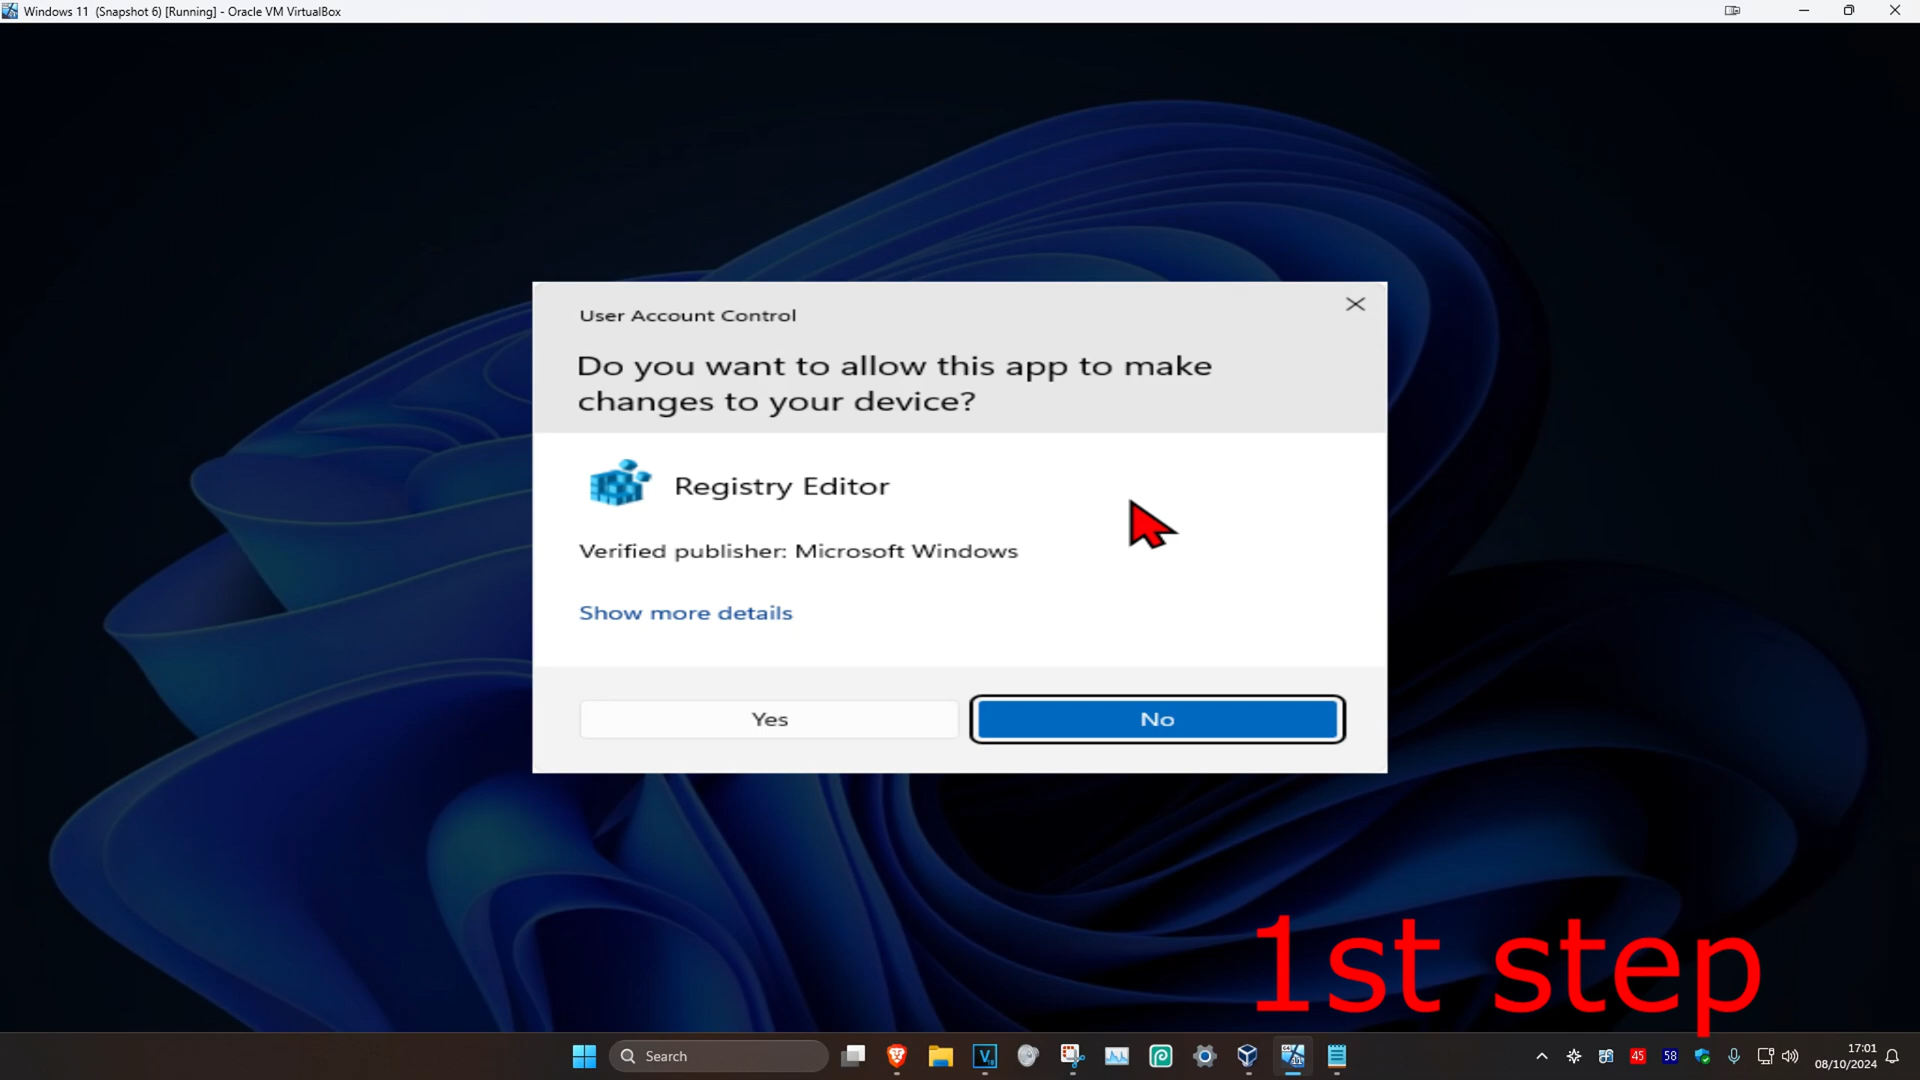 Windows 11 (Snapshot 6) [Running] - Oracle VM VirtualBox
User Account Control
Do you want to allow this app to make
changes to your device?
Registry Editor
Verified publisher: Microsoft Windows
Show more details
Yes
No
1st step
Search
45
58
17:01
08/10/2024